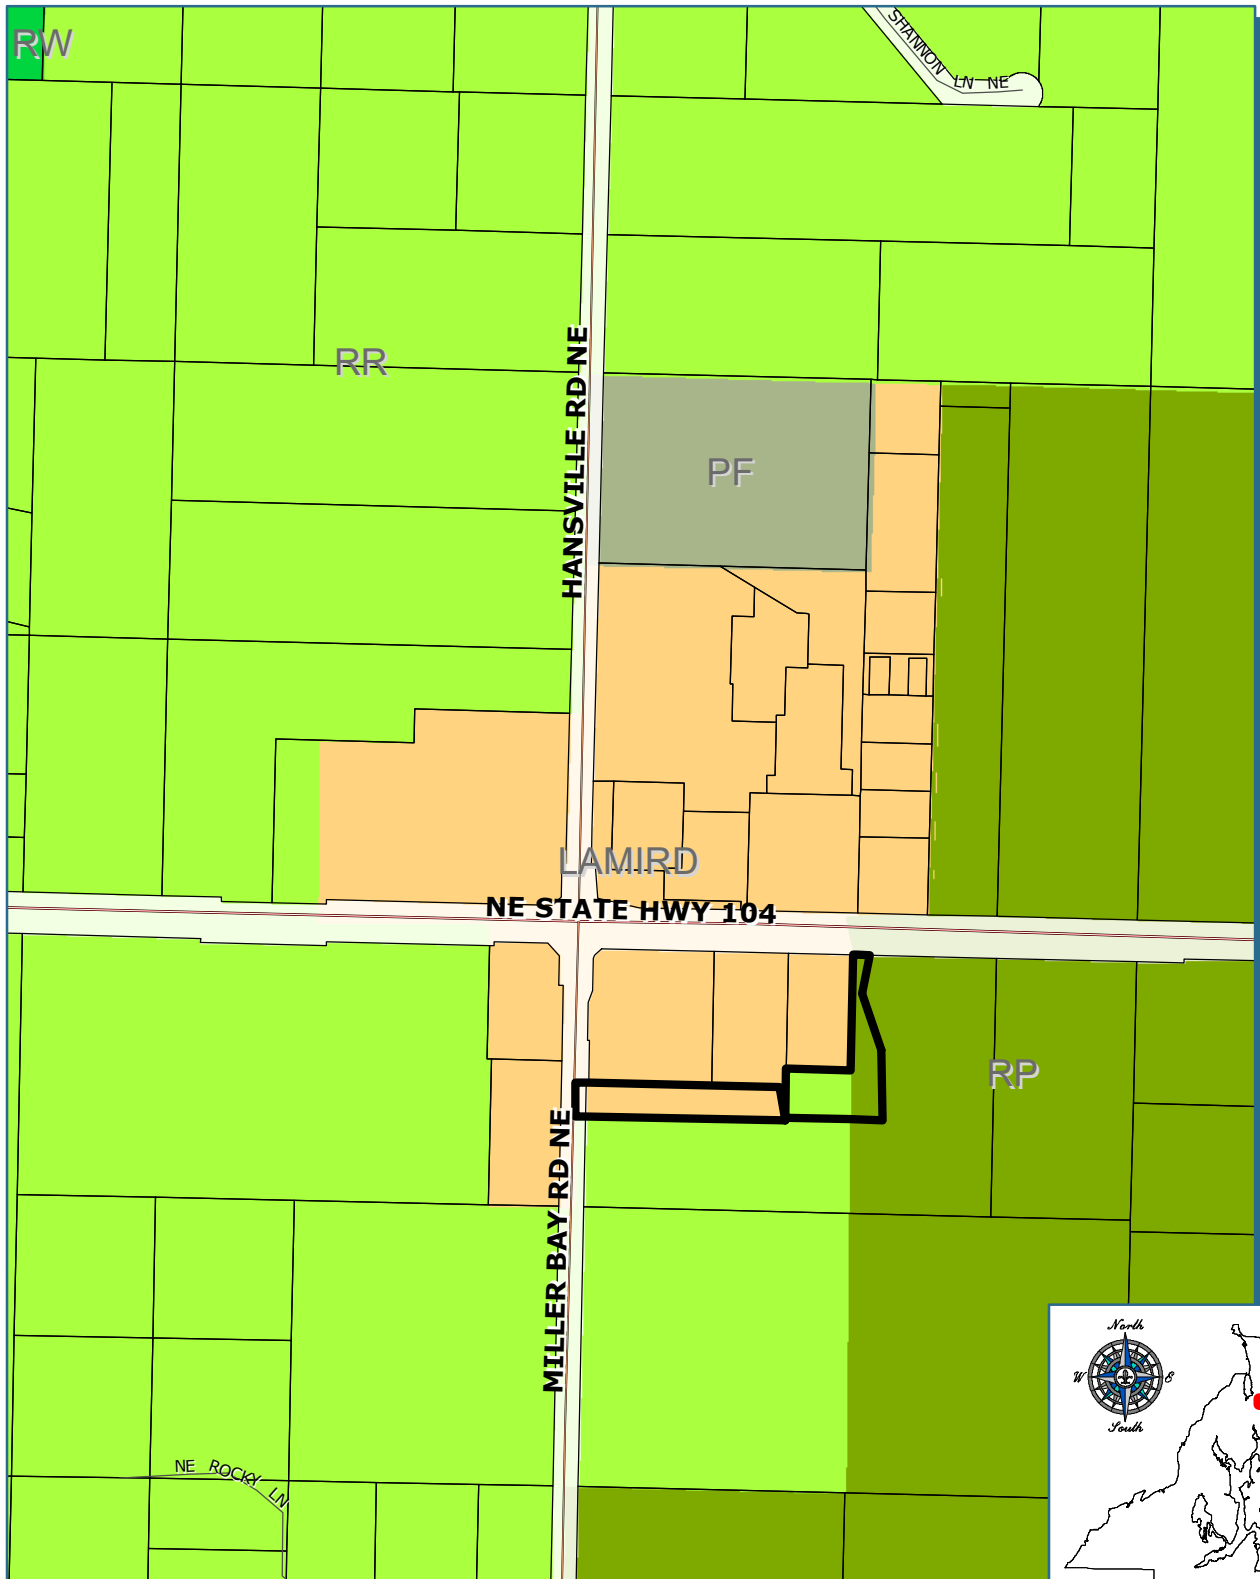 RW
SHANNON LN NE
RR
HANSVILLE RD NE
PF
LAMIRD
NE STATE HWY 104
RP
MILLER BAY RD NE
North
W
E
South
NE ROCKY LN